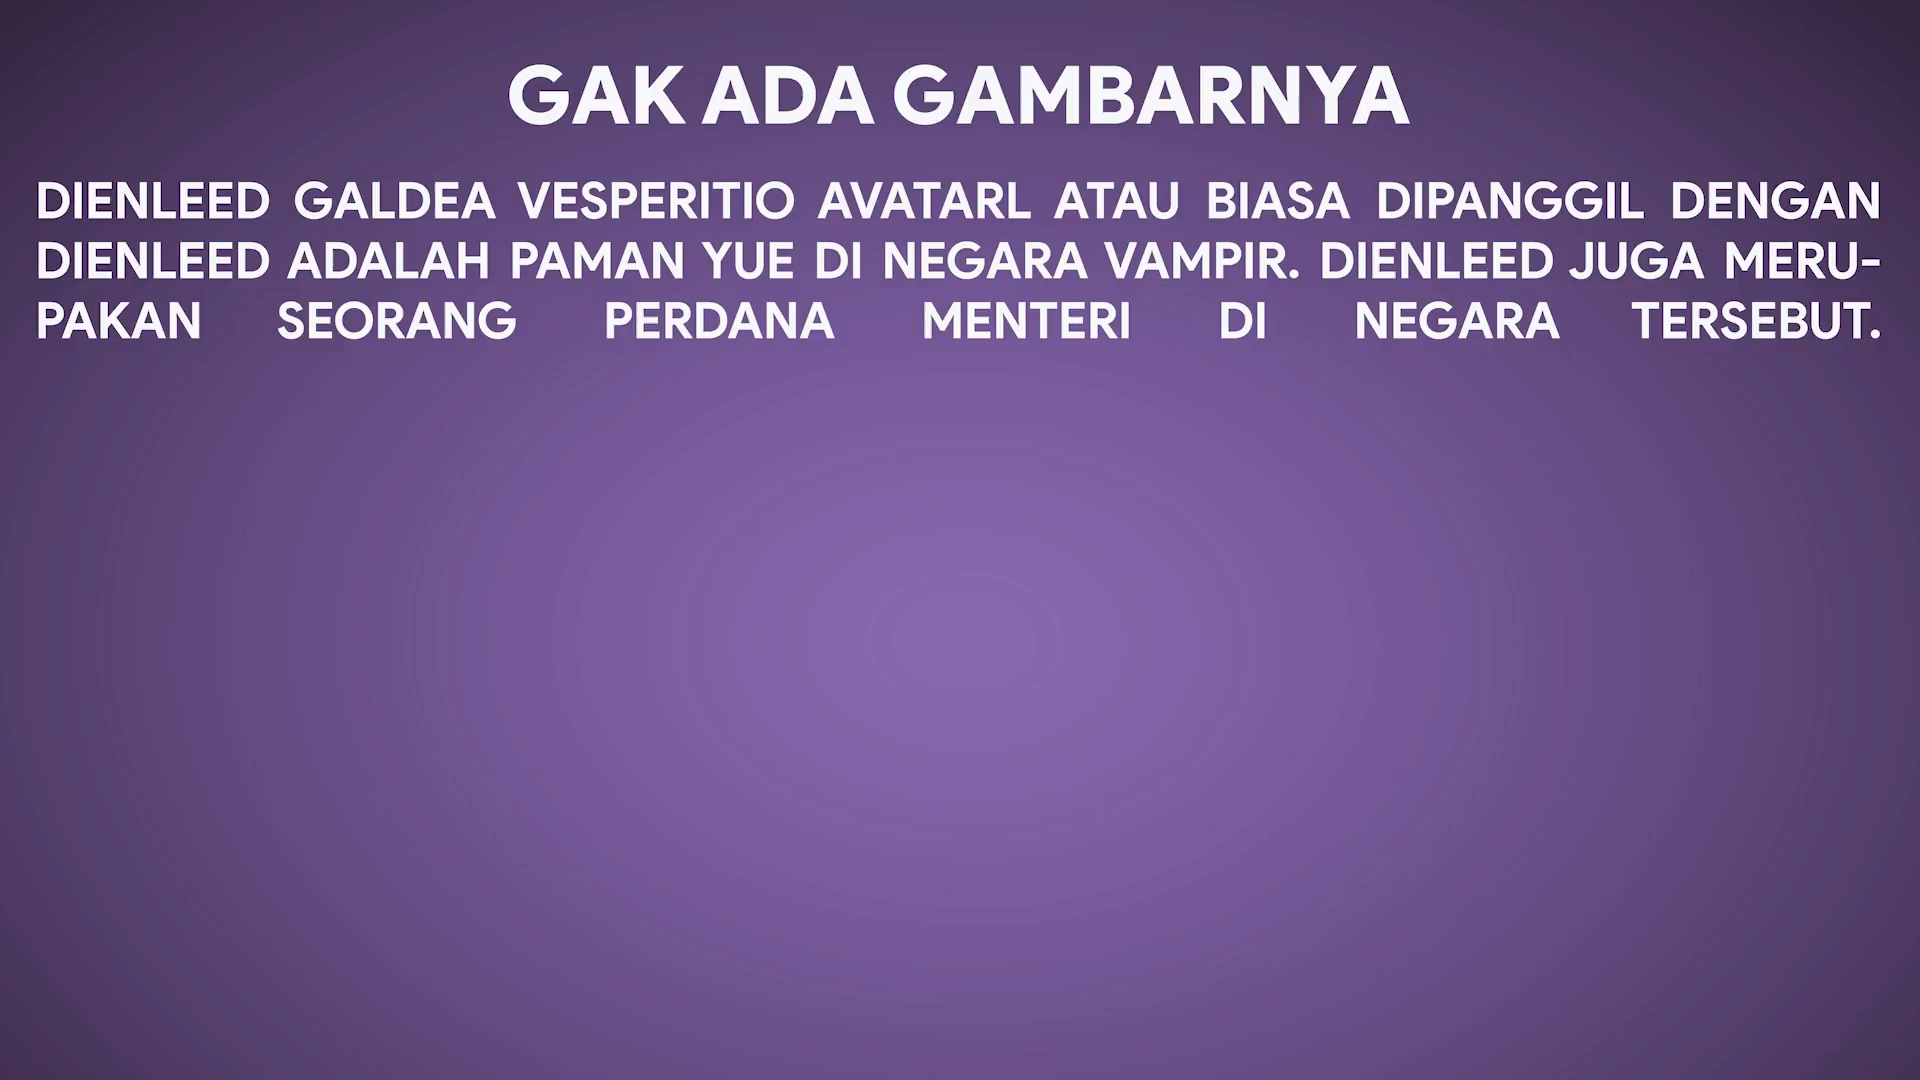 GAK ADA GAMBARNYA
DIENLEED GALDEA VESPERITIO AVATARL ATAU BIASA DIPANGGIL DENGAN
DIENLEED ADALAH PAMAN YUE DI NEGARA VAMPIR. DIENLEED JUGA MERU-
PAKAN SEORANG PERDANA MENTERI DI NEGARA TERSEBUT.